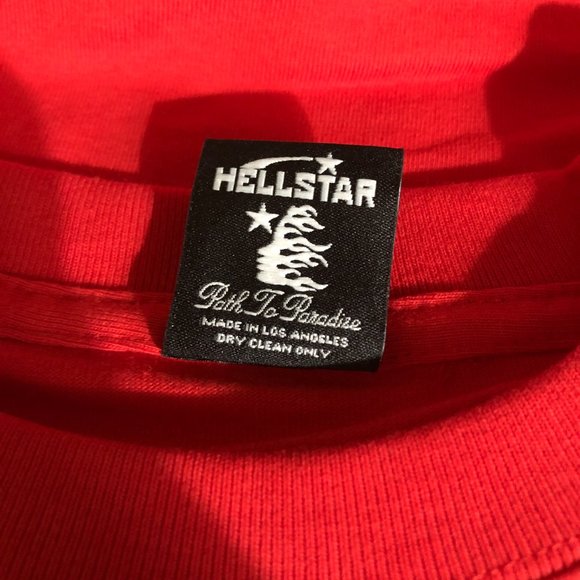 HELLSTAR
Path To Paradise
MADE IN LOS ANGELES
DRY CLEAN ONLY